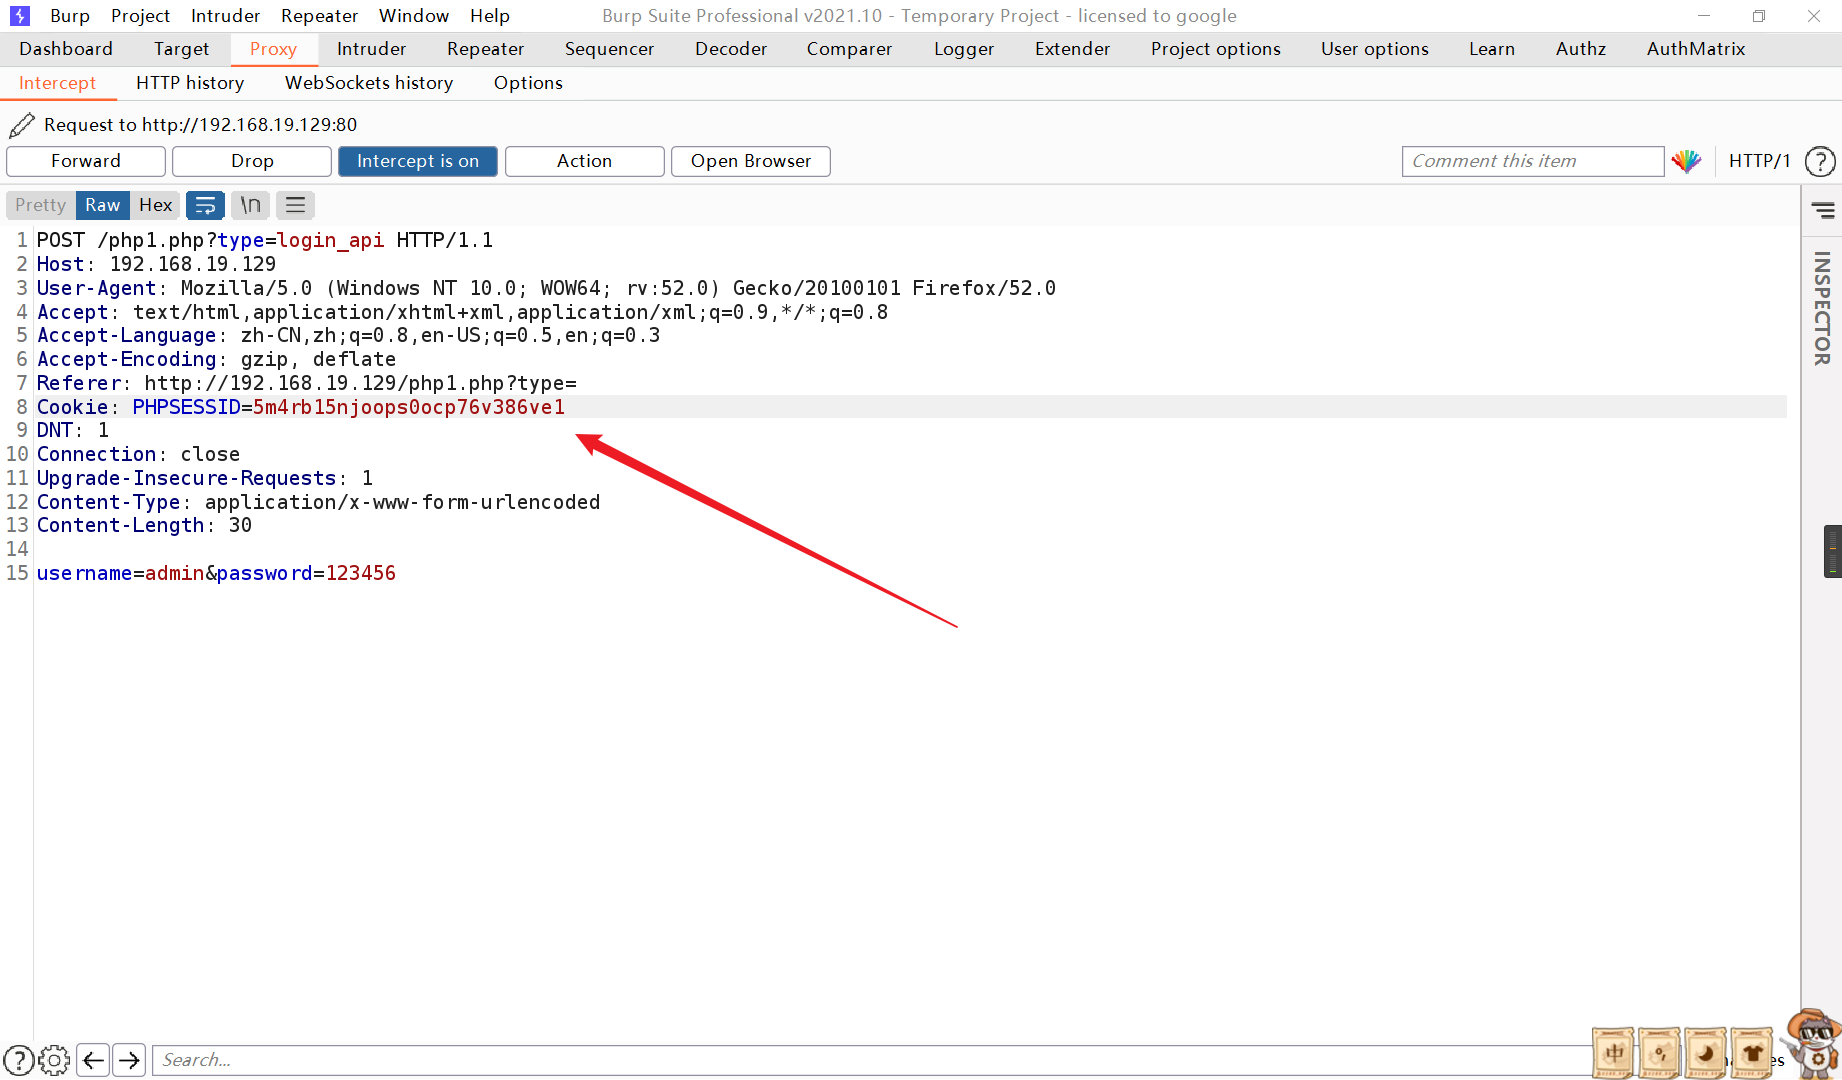 Burp Project Intruder Repeater Window Help Burp Suite Professional v2021.10 - Temporary Project - licensed to google
Dashboard Target Proxy Intruder Repeater Sequencer Decoder Comparer Logger Extender Project options User options Learn Authz AuthMatrix
Intercept HTTP history WebSockets history Options
Request to http://192.168.19.129:80
Forward Drop Intercept is on Action Open Browser Comment this item HTTP/1 ?
Pretty Raw Hex \n
INSPECTOR
1 POST /php1.php?type=login_api HTTP/1.1
2 Host: 192.168.19.129
3 User-Agent: Mozilla/5.0 (Windows NT 10.0; WOW64; rv:52.0) Gecko/20100101 Firefox/52.0
4 Accept: text/html,application/xhtml+xml,application/xml;q=0.9,*/*;q=0.8
5 Accept-Language: zh-CN,zh;q=0.8,en-US;q=0.5,en;q=0.3
6 Accept-Encoding: gzip, deflate
7 Referer: http://192.168.19.129/php1.php?type=
8 Cookie: PHPSESSID=5m4rb15njoops0ocp76v386ve1
9 DNT: 1
10 Connection: close
11 Upgrade-Insecure-Requests: 1
12 Content-Type: application/x-www-form-urlencoded
13 Content-Length: 30
14
15 username=admin&password=123456
? Search... 中